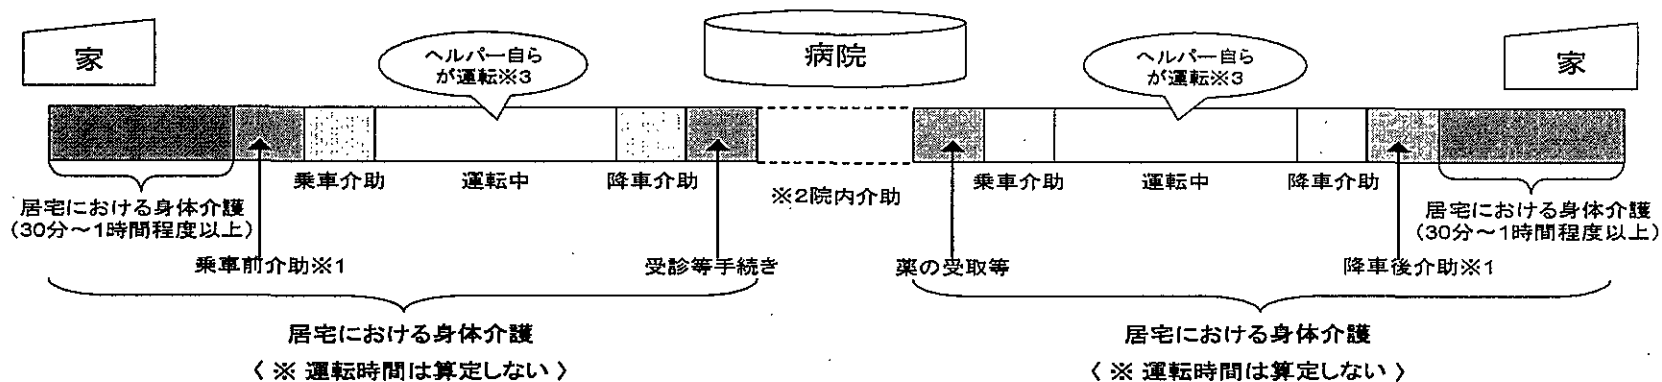 家
ヘルパー自ら
が運転※3
病院
ヘルパー自ら
が運転※3
家
乗車介助
運転中
降車介助
※2院内介助
乗車介助
運転中
降車介助
居宅における身体介護
(30分～1時間程度以上)
居宅における身体介護
(30分～1時間程度以上)
乗車前介助※1
受診等手続き
薬の受取等
降車後介助※1
居宅における身体介護
〈 ※ 運転時間は算定しない 〉
居宅における身体介護
〈 ※ 運転時間は算定しない 〉